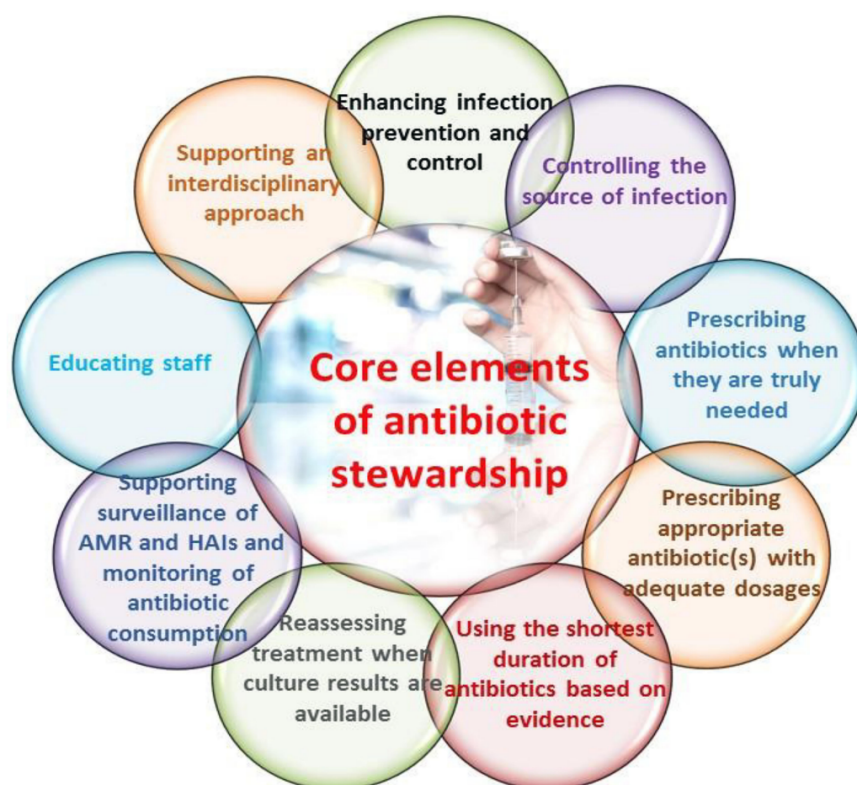 Core elements
of antibiotic
stewardship
Enhancing infection
prevention and
control
Controlling the
source of infection
Prescribing
antibiotics when
they are truly
needed
Prescribing
appropriate
antibiotic(s) with
adequate dosages
Using the shortest
duration of
antibiotics based on
evidence
Reassessing
treatment when
culture results are
available
Supporting
surveillance of
AMR and HAIs and
monitoring of
antibiotic
consumption
Educating staff
Supporting an
interdisciplinary
approach